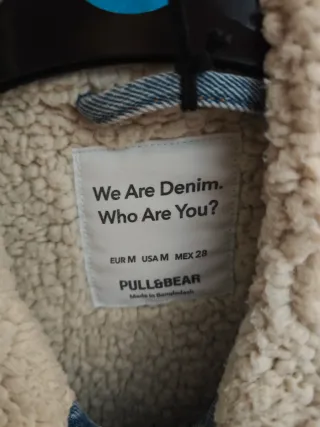 We Are Denim.
Who Are You?
EUR M USA M MEX 28
PULL&BEAR
Made in Bangladesh